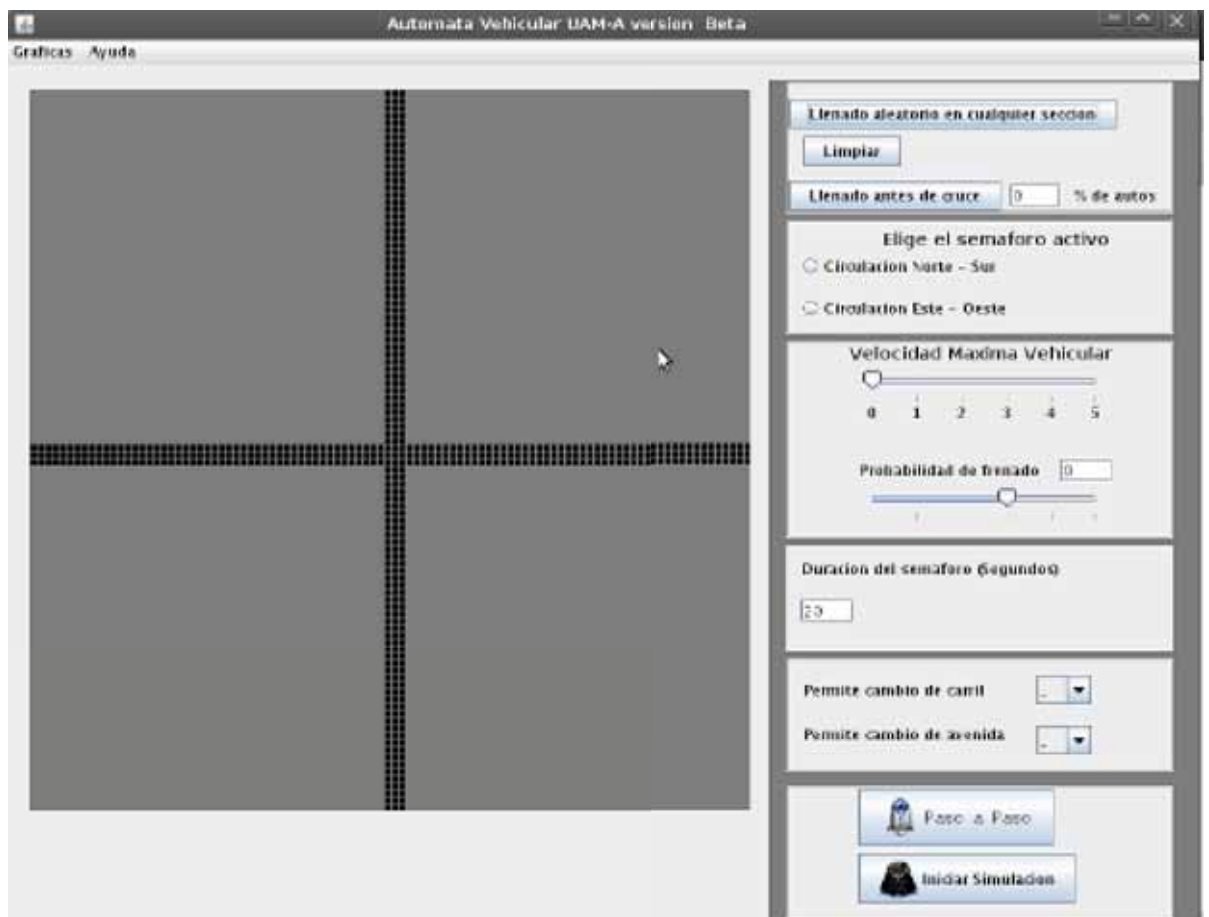 Automata Vehicular UAM-A version Beta
Graficas Ayuda
Llenado aleatorio en cualquier seccion
Limpiar
Llenado antes de cruce 0 % de autos
Elige el semaforo activo
Circulacion Norte - Sur
Circulacion Este - Oeste
Velocidad Maxima Vehicular
0 1 2 3 4 5
Probabilidad de frenado 0
Duracion del semaforo (Segundos)
20
Permite cambio de carril
Permite cambio de avenida
Paso a Paso
Iniciar Simulacion